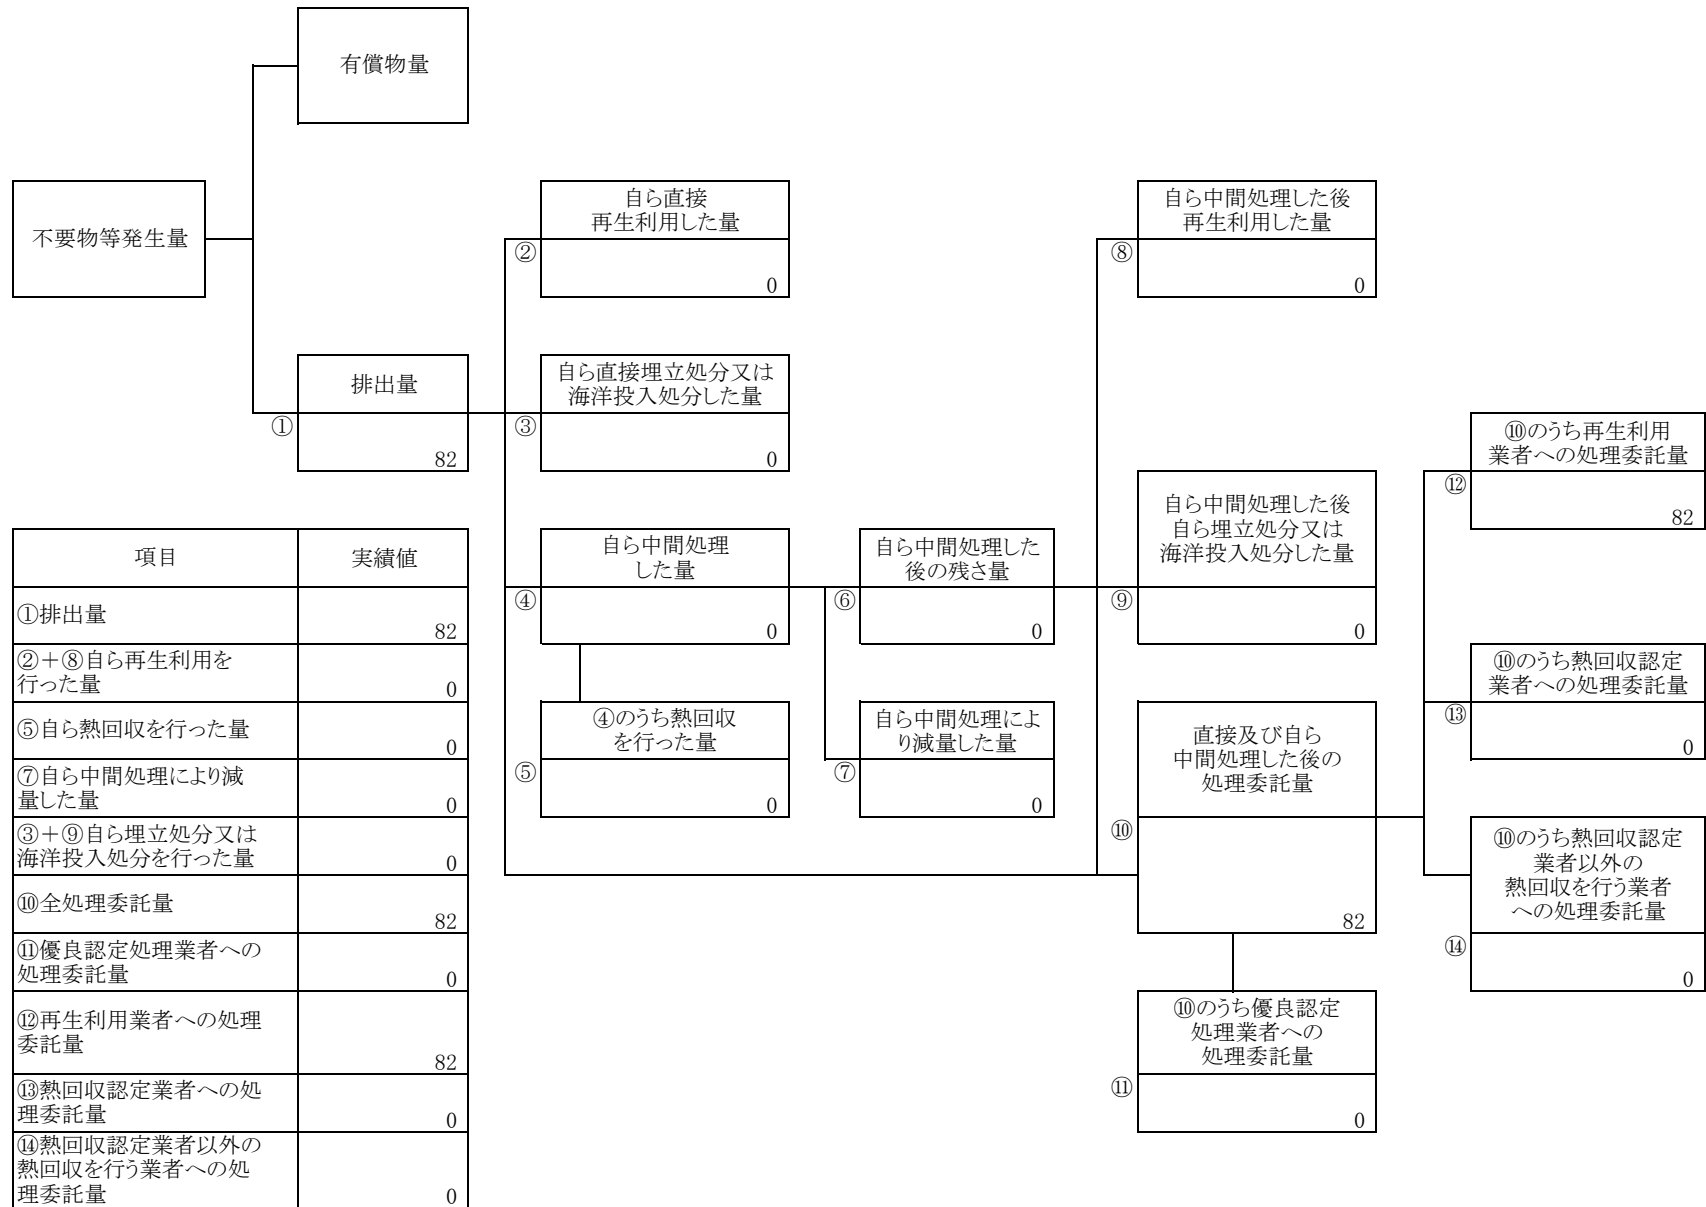 有償物量
不要物等発生量
自ら直接
再生利用した量
②
0
自ら中間処理した後
再生利用した量
⑧
0
排出量
①
82
自ら直接埋立処分又は
海洋投入処分した量
③
0
⑩のうち再生利用
業者への処理委託量
⑫
82
自ら中間処理
した量
④
0
自ら中間処理した
後の残さ量
⑥
0
自ら中間処理した後
自ら埋立処分又は
海洋投入処分した量
⑨
0
⑩のうち熱回収認定
業者への処理委託量
⑬
0
④のうち熱回収
を行った量
⑤
0
自ら中間処理によ
り減量した量
⑦
0
直接及び自ら
中間処理した後の
処理委託量
⑩
82
⑩のうち熱回収認定
業者以外の
熱回収を行う業者
への処理委託量
⑭
0
⑩のうち優良認定
処理業者への
処理委託量
⑪
0
項目 実績値
①排出量
82
②+⑧自ら再生利用を
行った量
0
⑤自ら熱回収を行った量
0
⑦自ら中間処理により減
量した量
0
③+⑨自ら埋立処分又は
海洋投入処分を行った量
0
⑩全処理委託量
82
⑪優良認定処理業者への
処理委託量
0
⑫再生利用業者への処理
委託量
82
⑬熱回収認定業者への処
理委託量
0
⑭熱回収認定業者以外の
熱回収を行う業者への処
理委託量
0